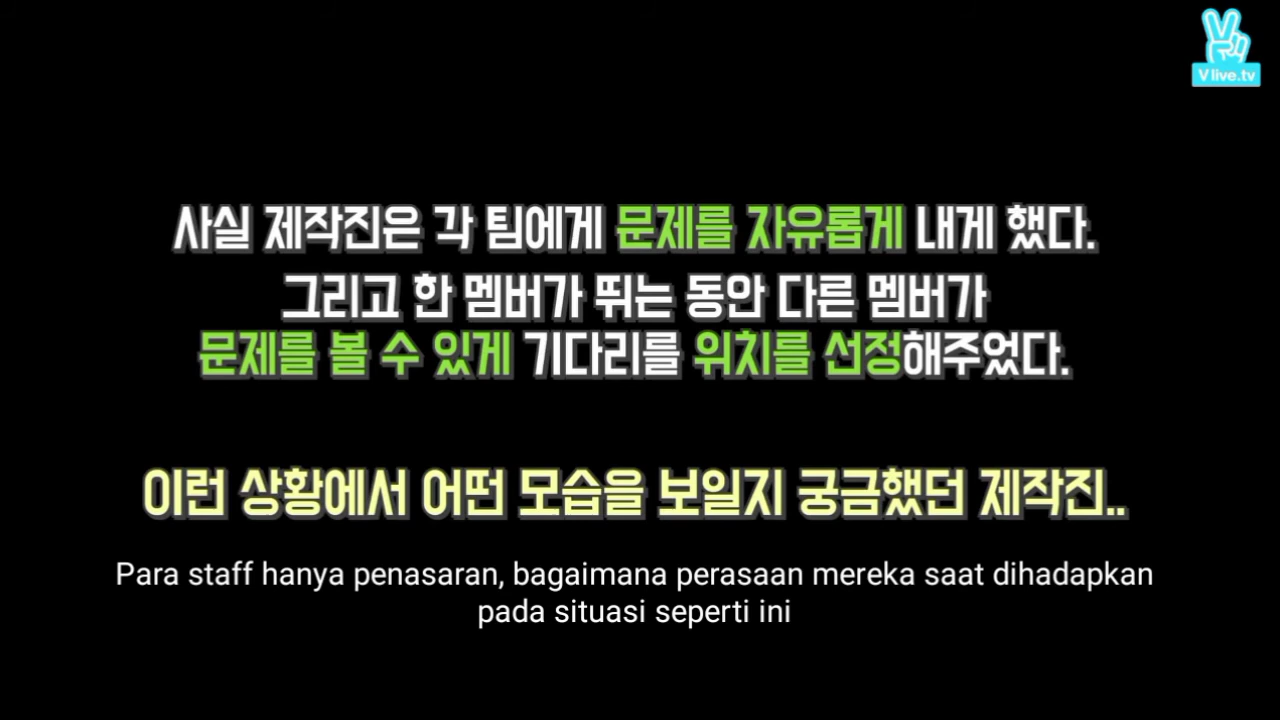 V live.tv
사실 제작진은 각 팀에게 문제를 자유롭게 내게 했다.
그리고 한 멤버가 뛰는 동안 다른 멤버가
문제를 볼 수 있게 기다리를 위치를 선정해주었다.
이런 상황에서 어떤 모습을 보일지 궁금했던 제작진..
Para staff hanya penasaran, bagaimana perasaan mereka saat dihadapkan
pada situasi seperti ini